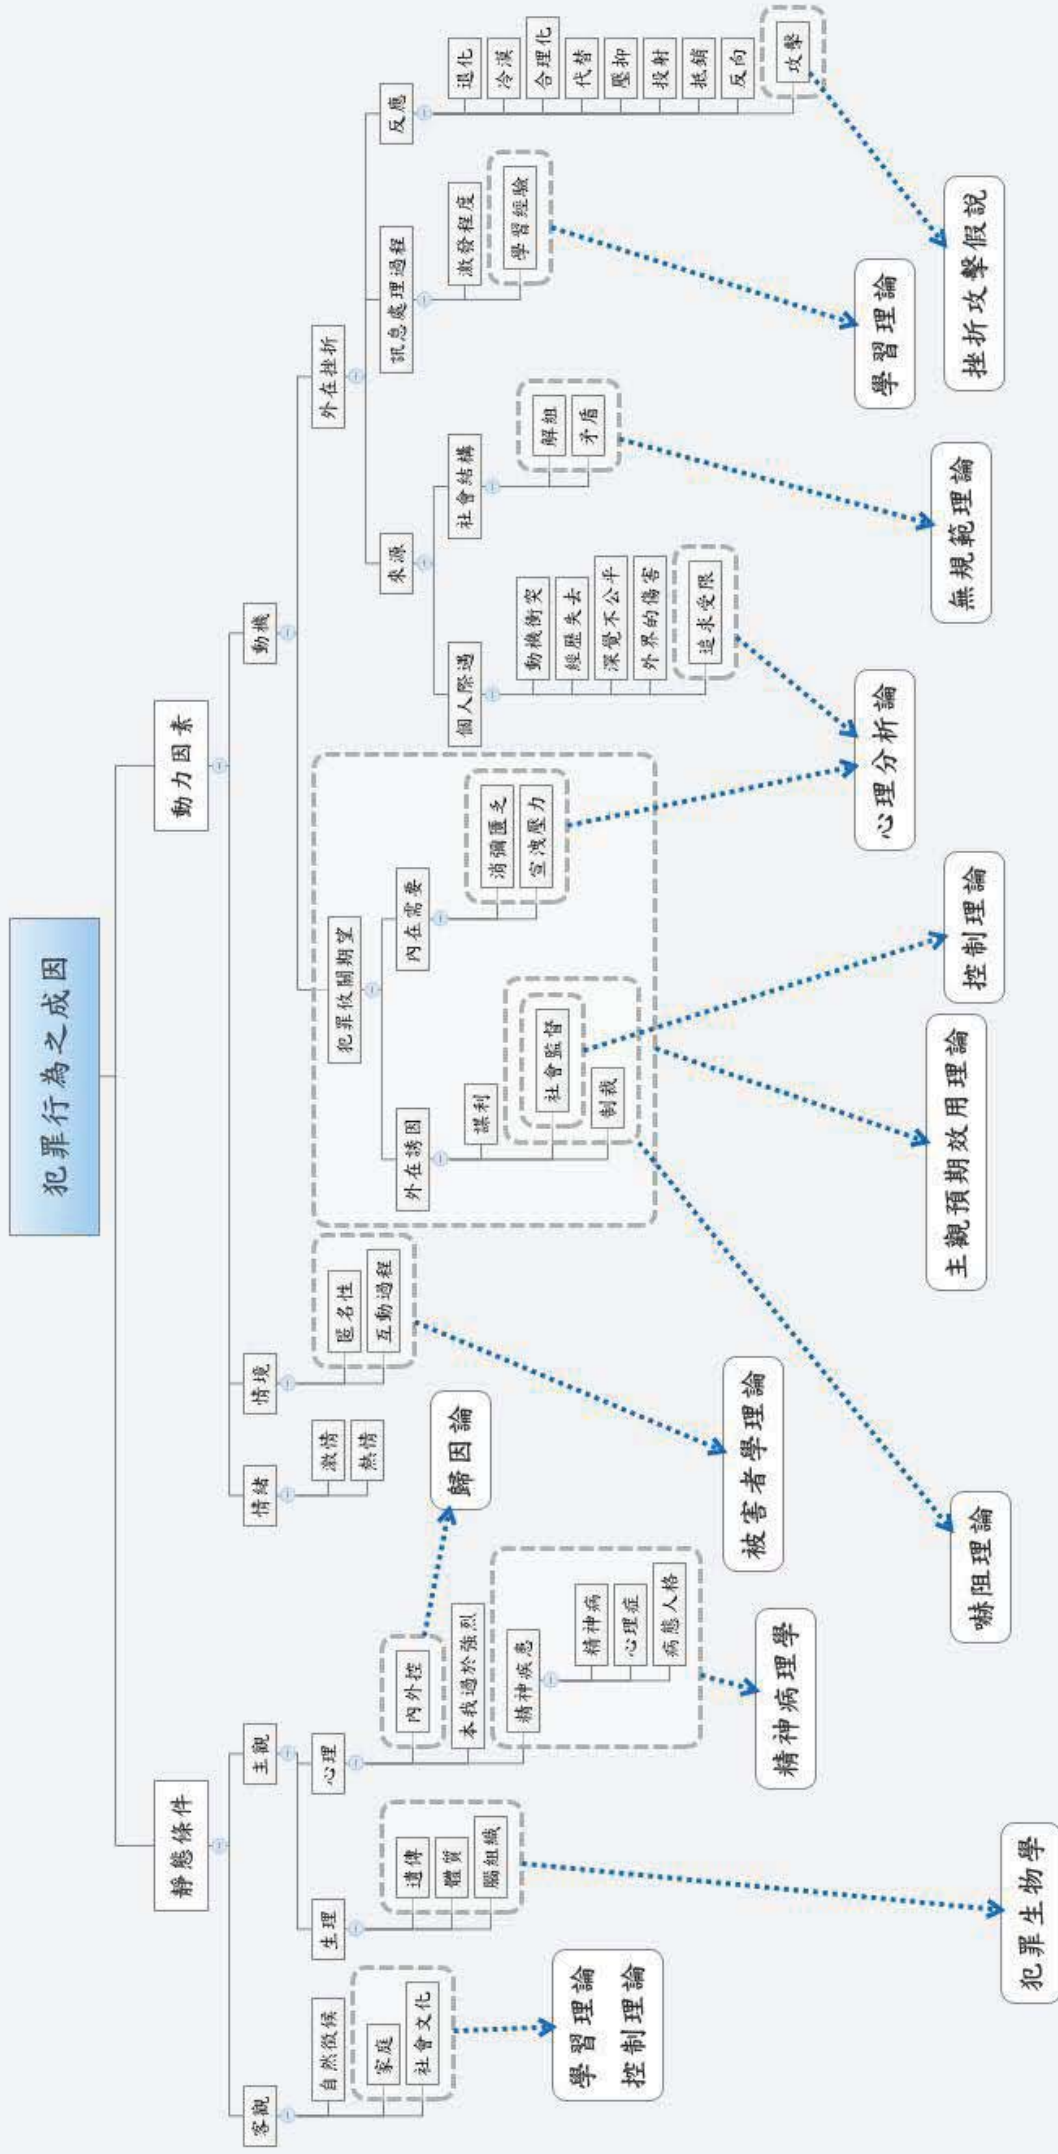 犯罪行為之成因
靜態條件
客觀
自然徵候
家庭
社會文化
學習理論
控制理論
主觀
生理
遺傳
體質
腦組織
犯罪生物學
心理
內外控
歸因論
本我過於強烈
精神疾患
精神病
心理症
病態人格
精神病理學
動力因素
情緒
激情
熱情
情境
匿名性
互動過程
被害者學理論
動機
犯罪攸關期望
外在誘因
謀利
社會監督
制裁
嚇阻理論
控制理論
主觀預期效用理論
內在需要
消彌匱乏
宣洩壓力
心理分析論
外在挫折
來源
個人際遇
動機衝突
經歷失去
深覺不公平
外界的傷害
追求受限
社會結構
解組
矛盾
無規範理論
訊息處理過程
激發程度
學習經驗
學習理論
反應
退化
冷漠
合理化
代替
壓抑
投射
抵銷
反向
攻擊
挫折攻擊假說